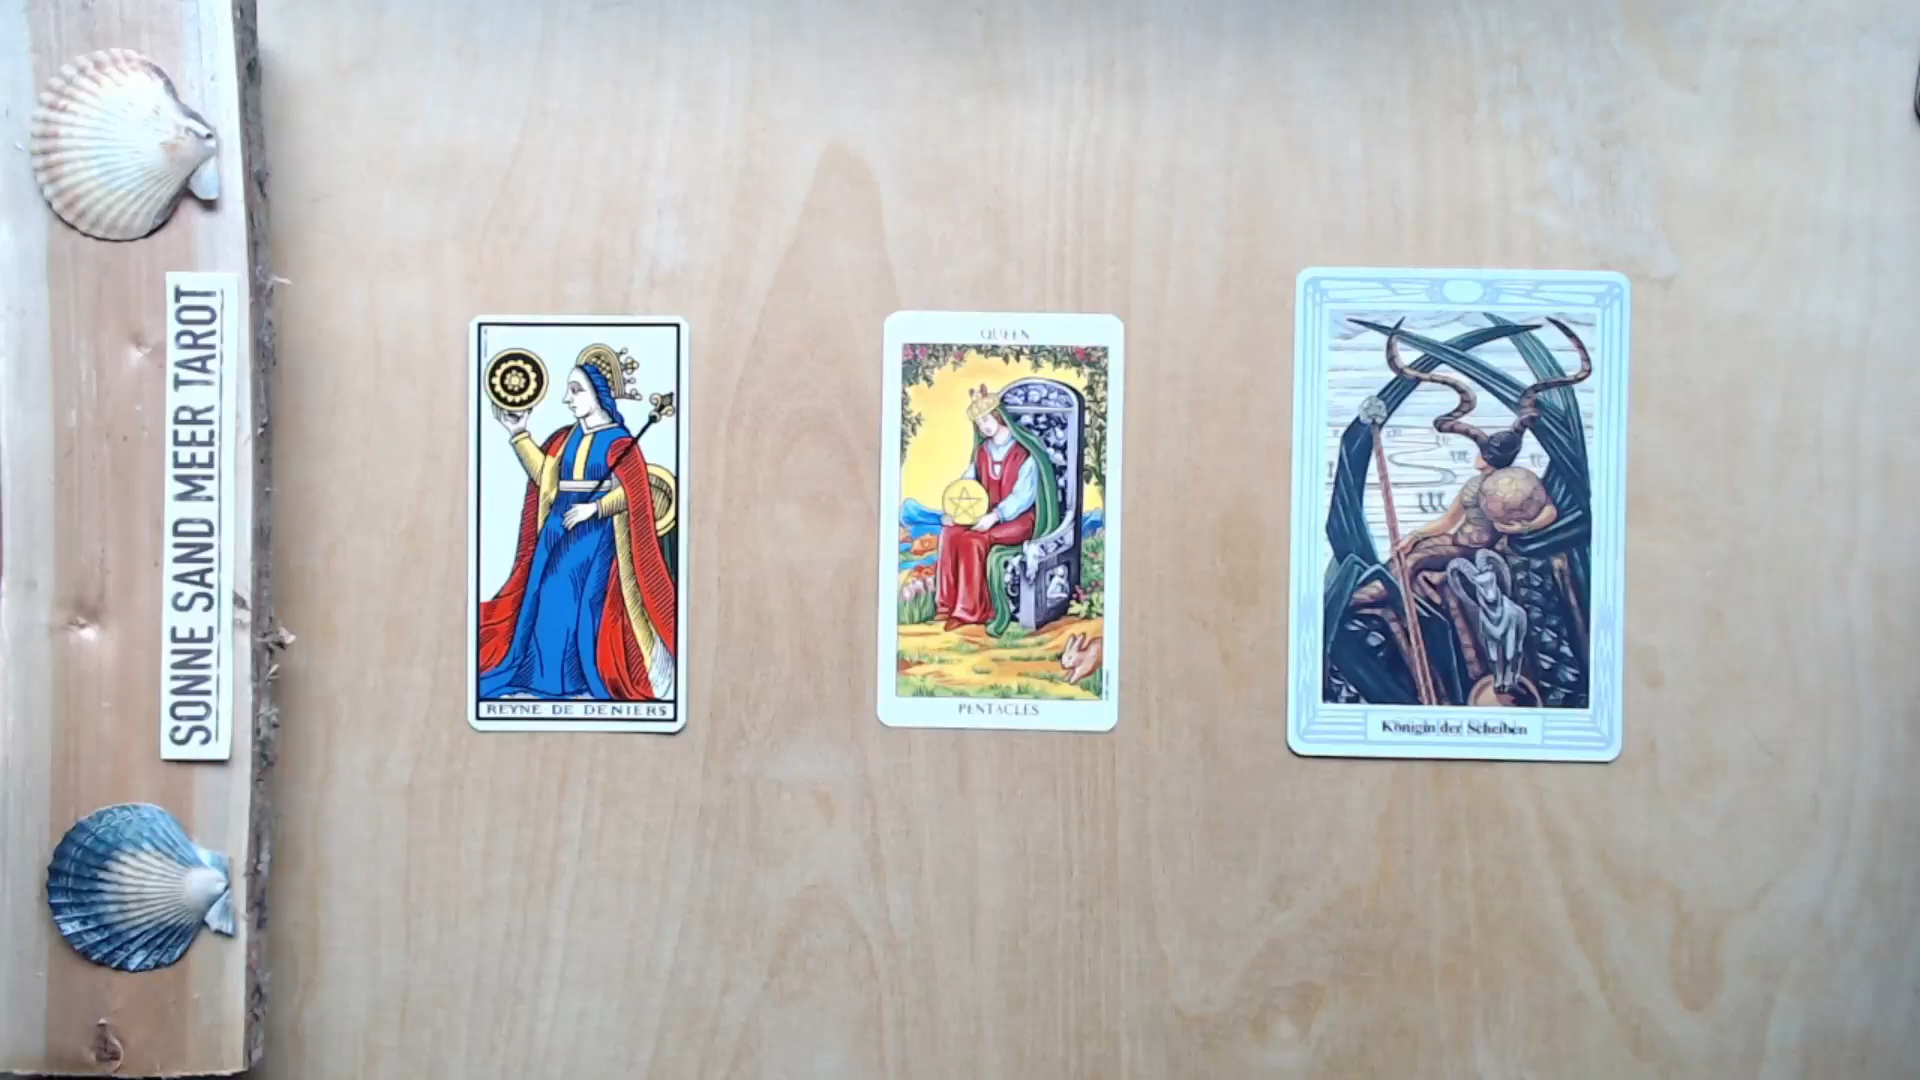 SONNE SAND MEER TAROT
REYNE DE DENIERS
QUEEN
PENTACLES
Königin der Scheiben